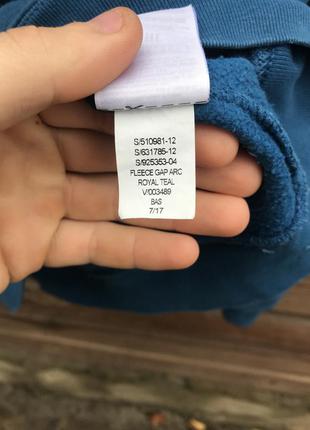 S/510981-12
S/631785-12
S/925353-04
FLEECE GAP ARC
ROYAL TEAL
V/003489
BAS
7/17